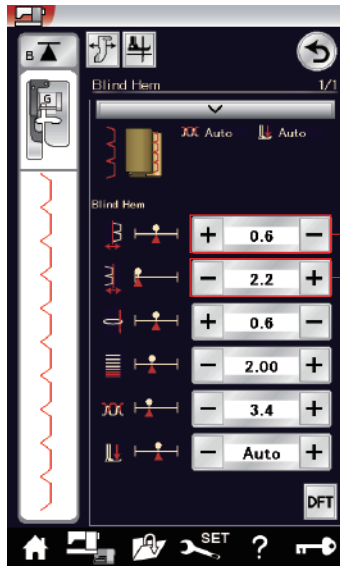 B
G
Blind Hem 1/1
Auto Auto
Blind Hem
+ 0.6 −
− 2.2 +
+ 0.6 −
− 2.00 +
− 3.4 +
− Auto +
DFT
SET ?